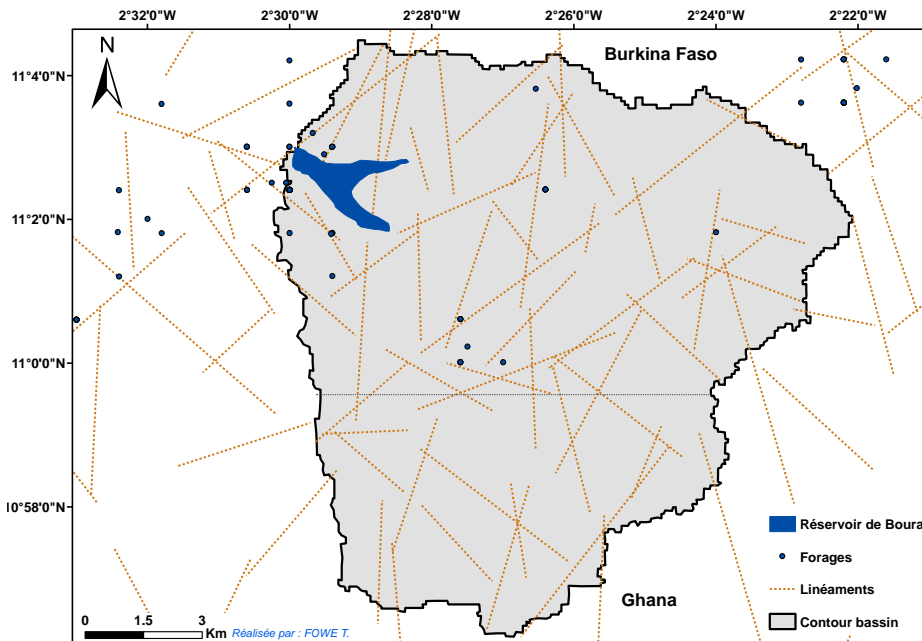 2°32'0"O 2°30'0"O 2°28'0"O 2°26'0"O 2°24'0"O 2°22'0"O
N
Burkina Faso
11°4'0"N
11°2'0"N
11°0'0"N
10°58'0"N
Réservoir de Boura
Forages
Linéaments
Contour bassin
Ghana
0 1.5 3
Km
Réalisée par : FOWE T.